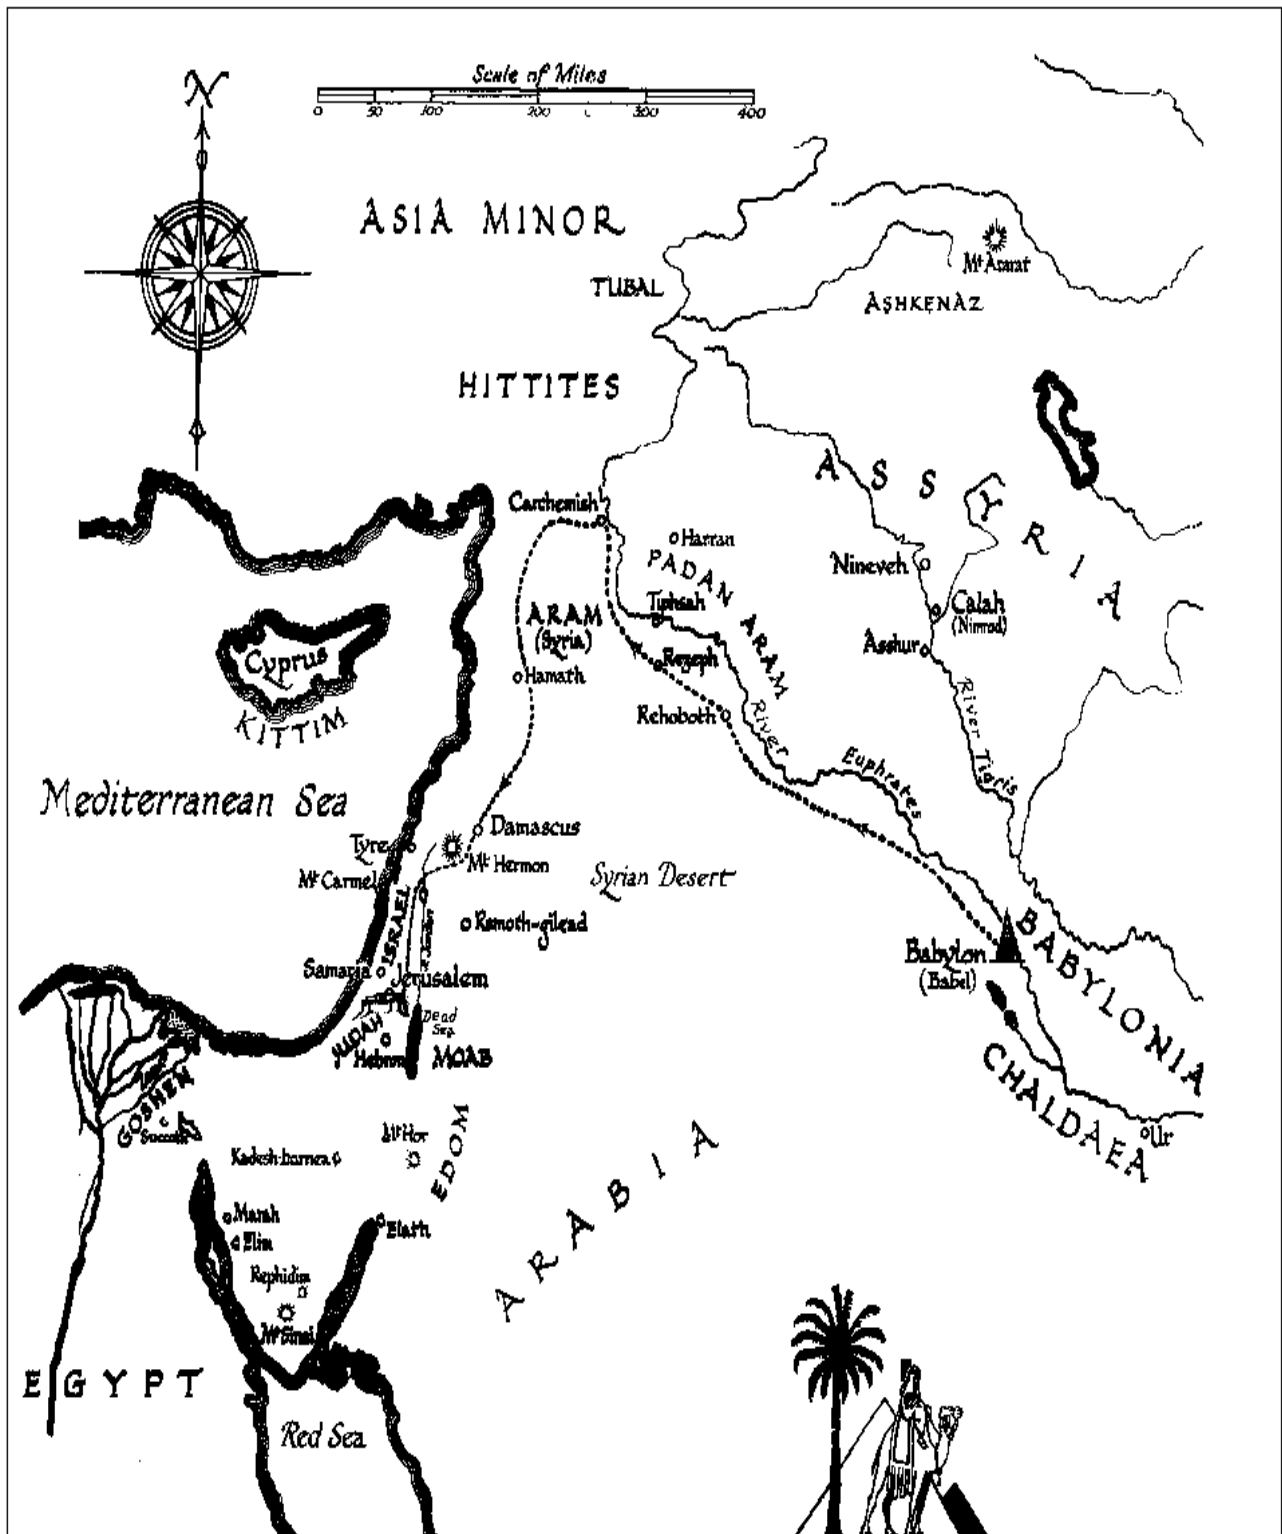 N
Scale of Miles
0 50 100 200 300 400
ASIA MINOR
Mt Ararat
TUBAL
ASHKENAZ
HITTITES
ASSYRIA
Carchemish
Harran
PADAN ARAM
Nineveh
Tiphsah
Calah
(Nimrod)
ARAM
(Syria)
Asshur
Rezeph
Cyprus
Hamath
KITTIM
Rehoboth
River Euphrates
River Tigris
Mediterranean Sea
Damascus
Tyre
Mt Hermon
Mt Carmel
Syrian Desert
ISRAEL
Ramoth-gilead
Babylon
(Babel)
BABYLONIA
Samaria
Jerusalem
Dead
Sea
JUDAH
Hebron
MOAB
CHALDAEA
GOSHEN
Succoth
Ur
Mt Hor
EDOM
Kadesh-barnea
ARABIA
Marah
Elath
Elim
Rephidim
Mt Sinai
EGYPT
Red Sea